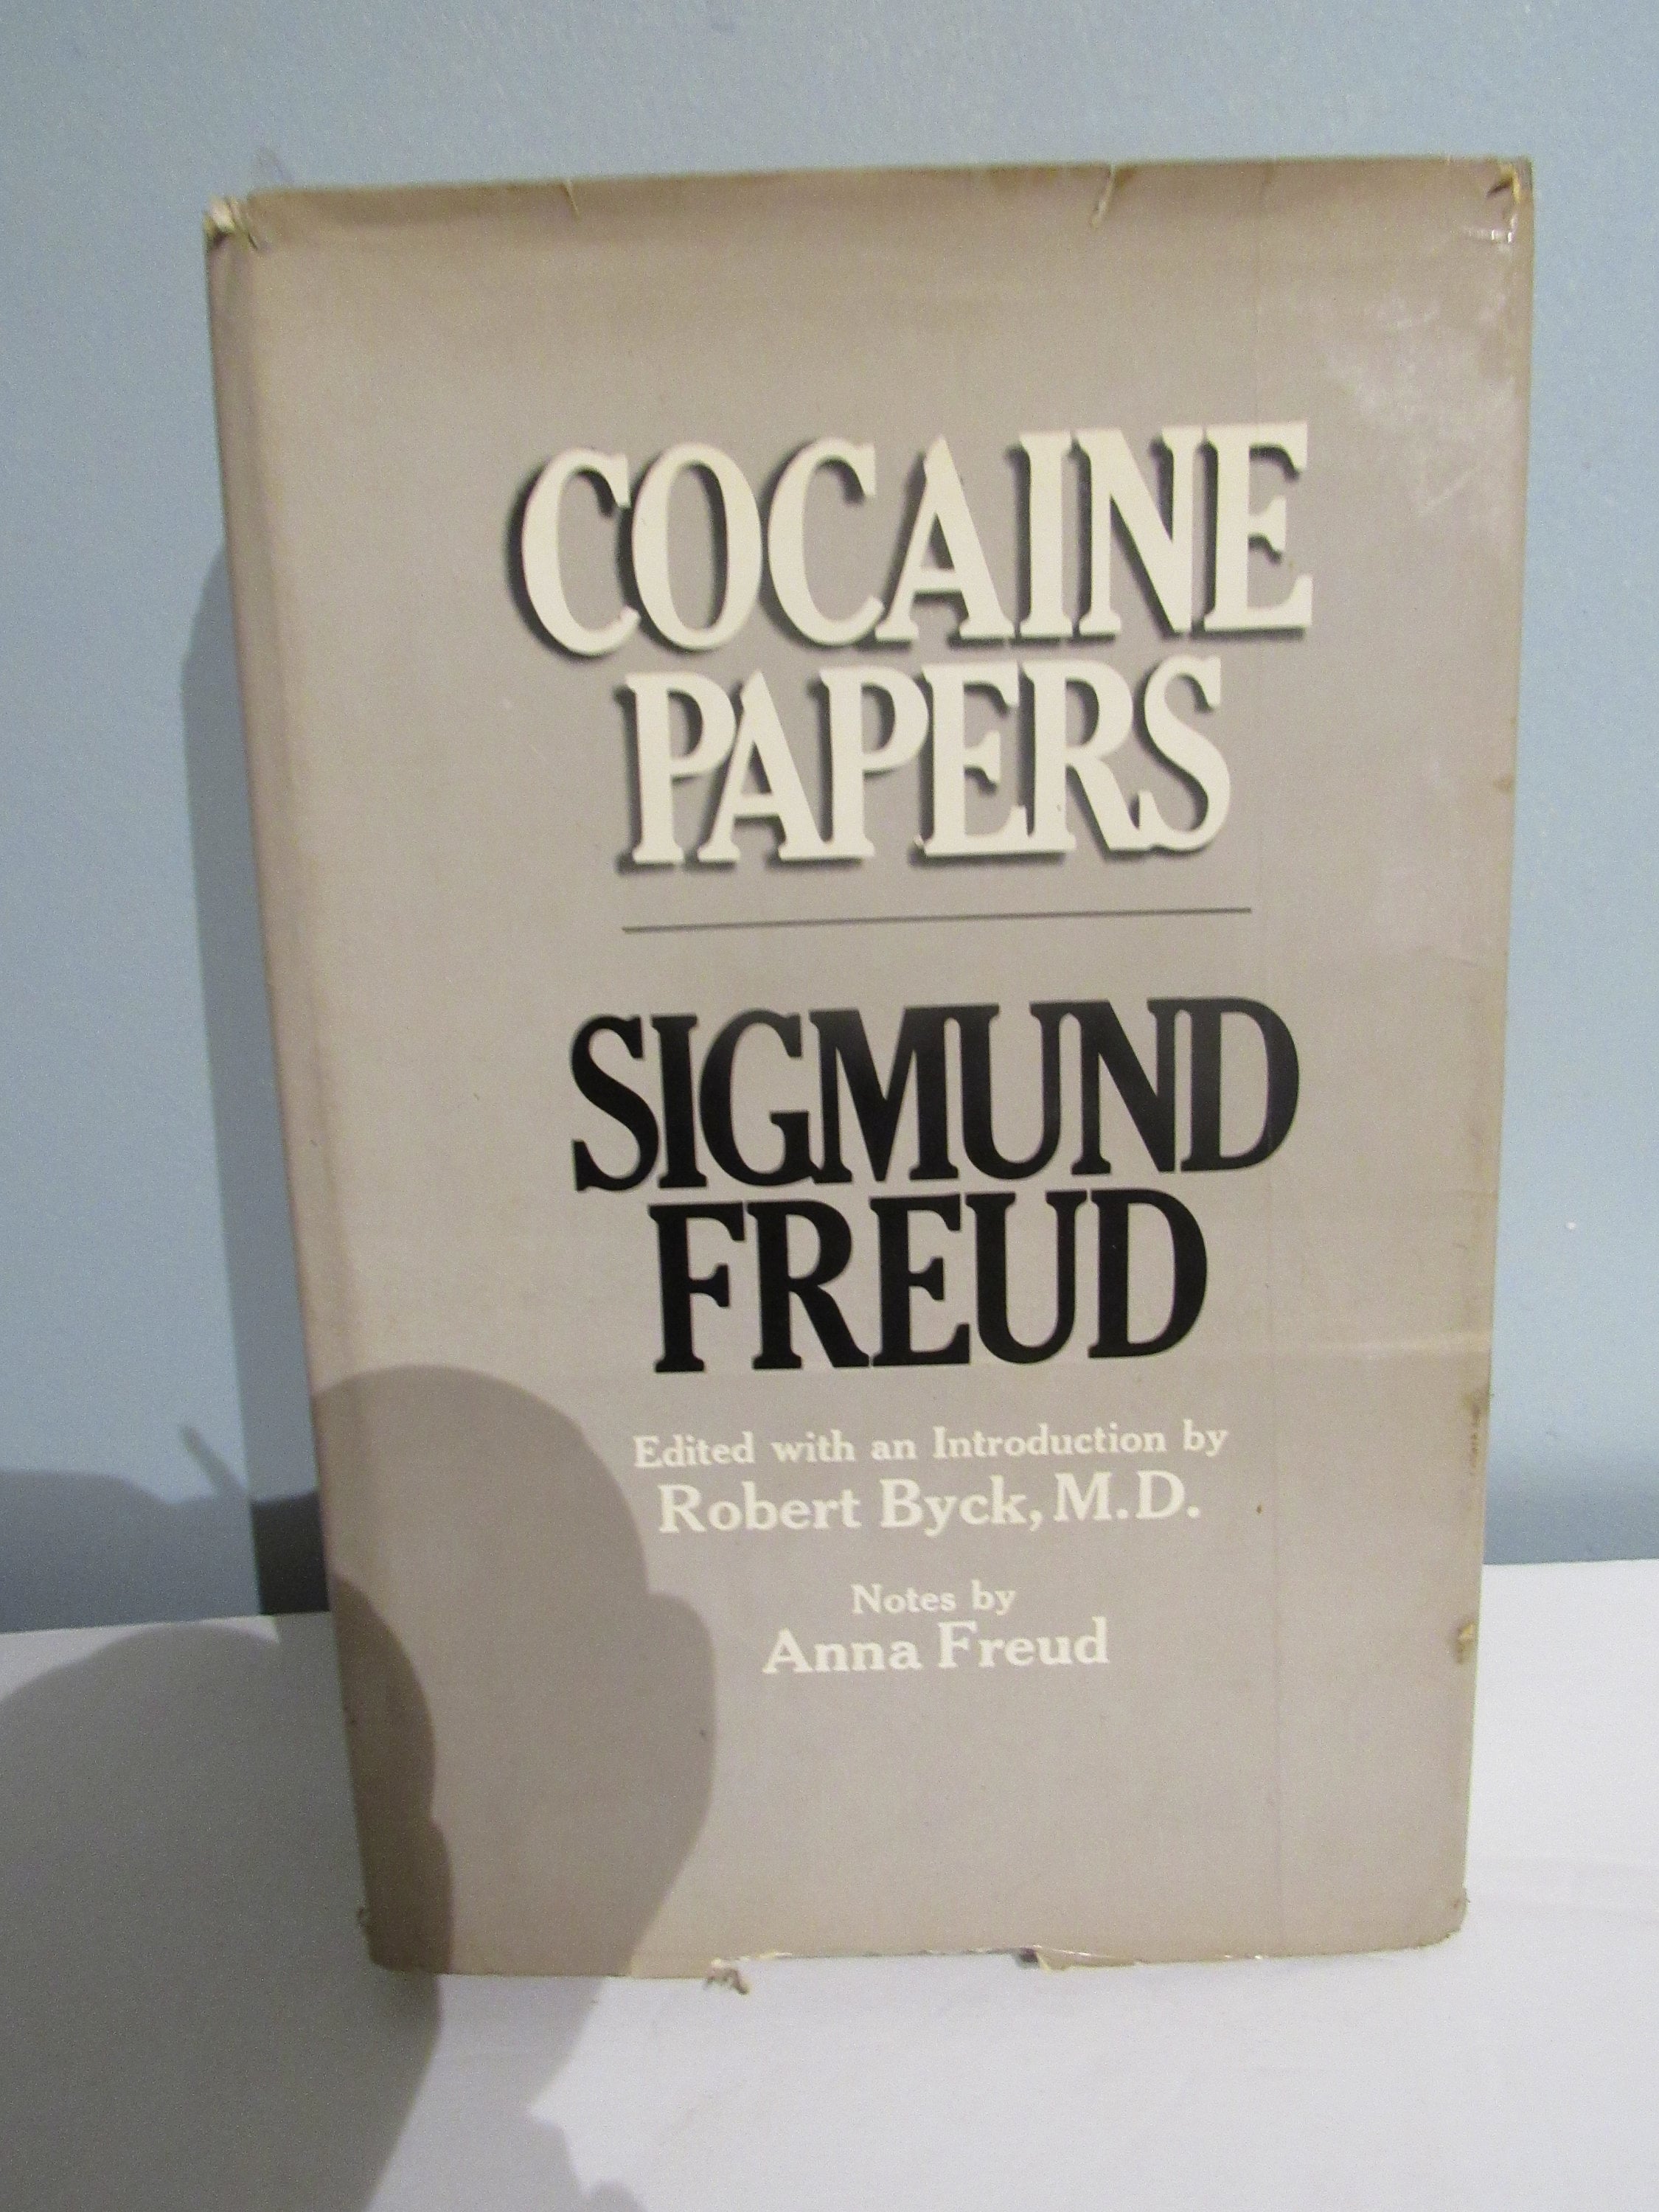 COCAINE
PAPERS
SIGMUND
FREUD
Edited with an Introduction by
Robert Byck, M.D.
Notes by
Anna Freud